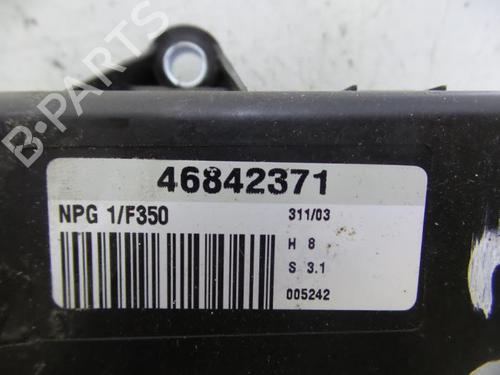 B-PARTS
46842371
NPG 1/F350
311/03
H 8
S 3.1
005242